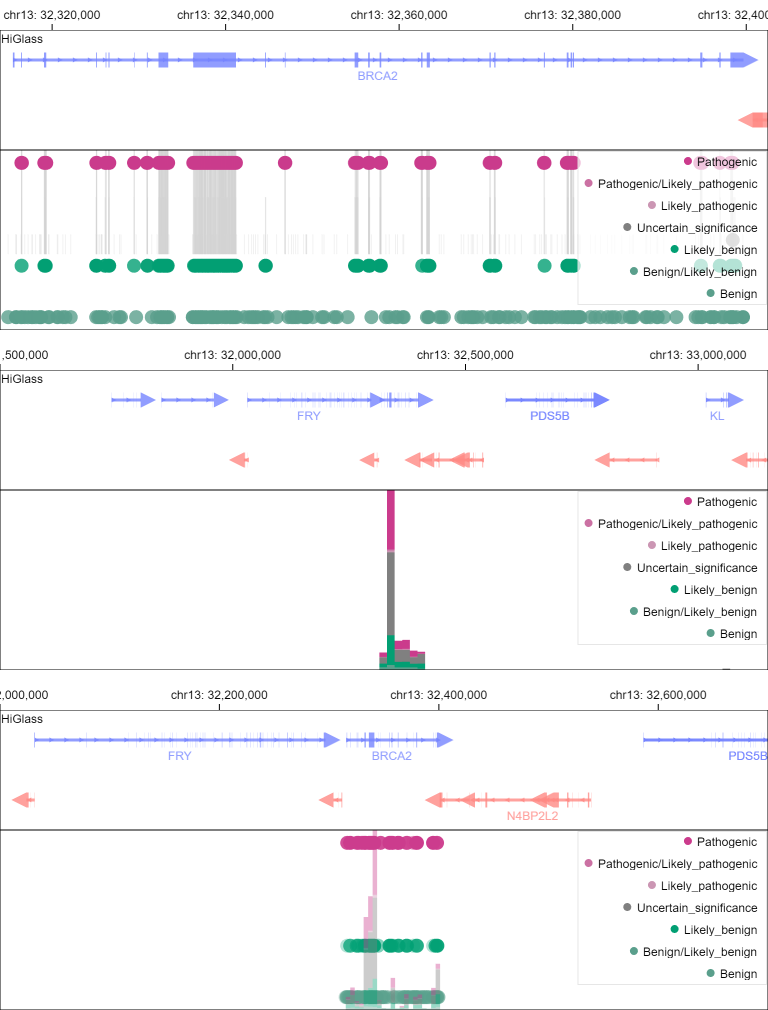 chr13: 32,320,000 chr13: 32,340,000 chr13: 32,360,000 chr13: 32,380,000 chr13: 32,400
HiGlass
BRCA2
Pathogenic
Pathogenic/Likely_pathogenic
Likely_pathogenic
Uncertain_significance
Likely_benign
Benign/Likely_benign
Benign
,500,000 chr13: 32,000,000 chr13: 32,500,000 chr13: 33,000,000
HiGlass
FRY PDS5B KL
Pathogenic
Pathogenic/Likely_pathogenic
Likely_pathogenic
Uncertain_significance
Likely_benign
Benign/Likely_benign
Benign
2,000,000 chr13: 32,200,000 chr13: 32,400,000 chr13: 32,600,000
HiGlass
FRY BRCA2 PDS5B
N4BP2L2
Pathogenic
Pathogenic/Likely_pathogenic
Likely_pathogenic
Uncertain_significance
Likely_benign
Benign/Likely_benign
Benign